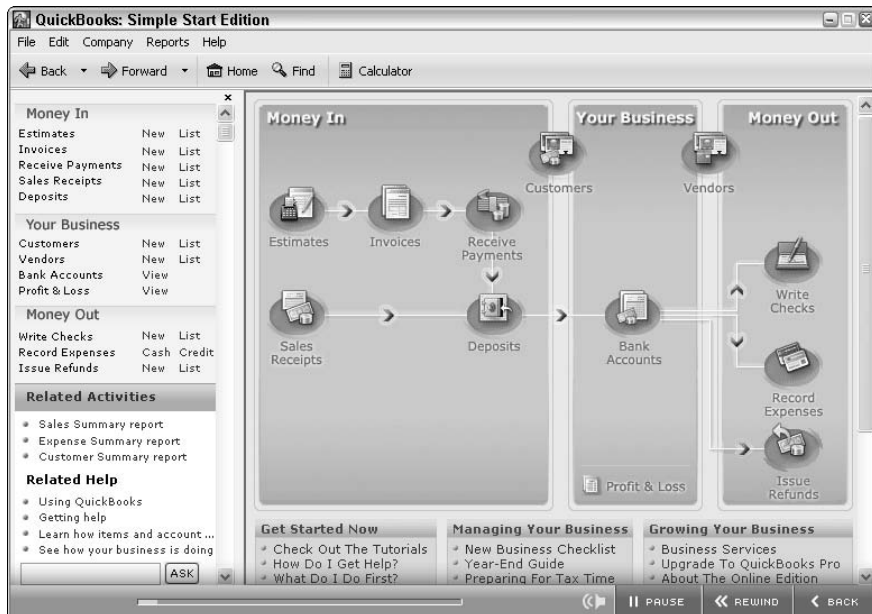 QuickBooks: Simple Start Edition
File Edit Company Reports Help
Back Forward Home Find Calculator
Money In
Estimates New List
Invoices New List
Receive Payments New List
Sales Receipts New List
Deposits New List
Your Business
Customers New List
Vendors New List
Bank Accounts View
Profit & Loss View
Money Out
Write Checks New List
Record Expenses Cash Credit
Issue Refunds New List
Related Activities
Sales Summary report
Expense Summary report
Customer Summary report
Related Help
Using QuickBooks
Getting help
Learn how items and account ...
See how your business is doing
ASK
Money In
Your Business
Money Out
Customers
Vendors
Estimates
Invoices
Receive
Payments
Sales
Receipts
Deposits
Bank
Accounts
Write
Checks
Record
Expenses
Issue
Refunds
Profit & Loss
Get Started Now
Check Out The Tutorials
How Do I Get Help?
What Do I Do First?
Managing Your Business
New Business Checklist
Year-End Guide
Preparing For Tax Time
Growing Your Business
Business Services
Upgrade To QuickBooks Pro
About The Online Edition
PAUSE REWIND BACK